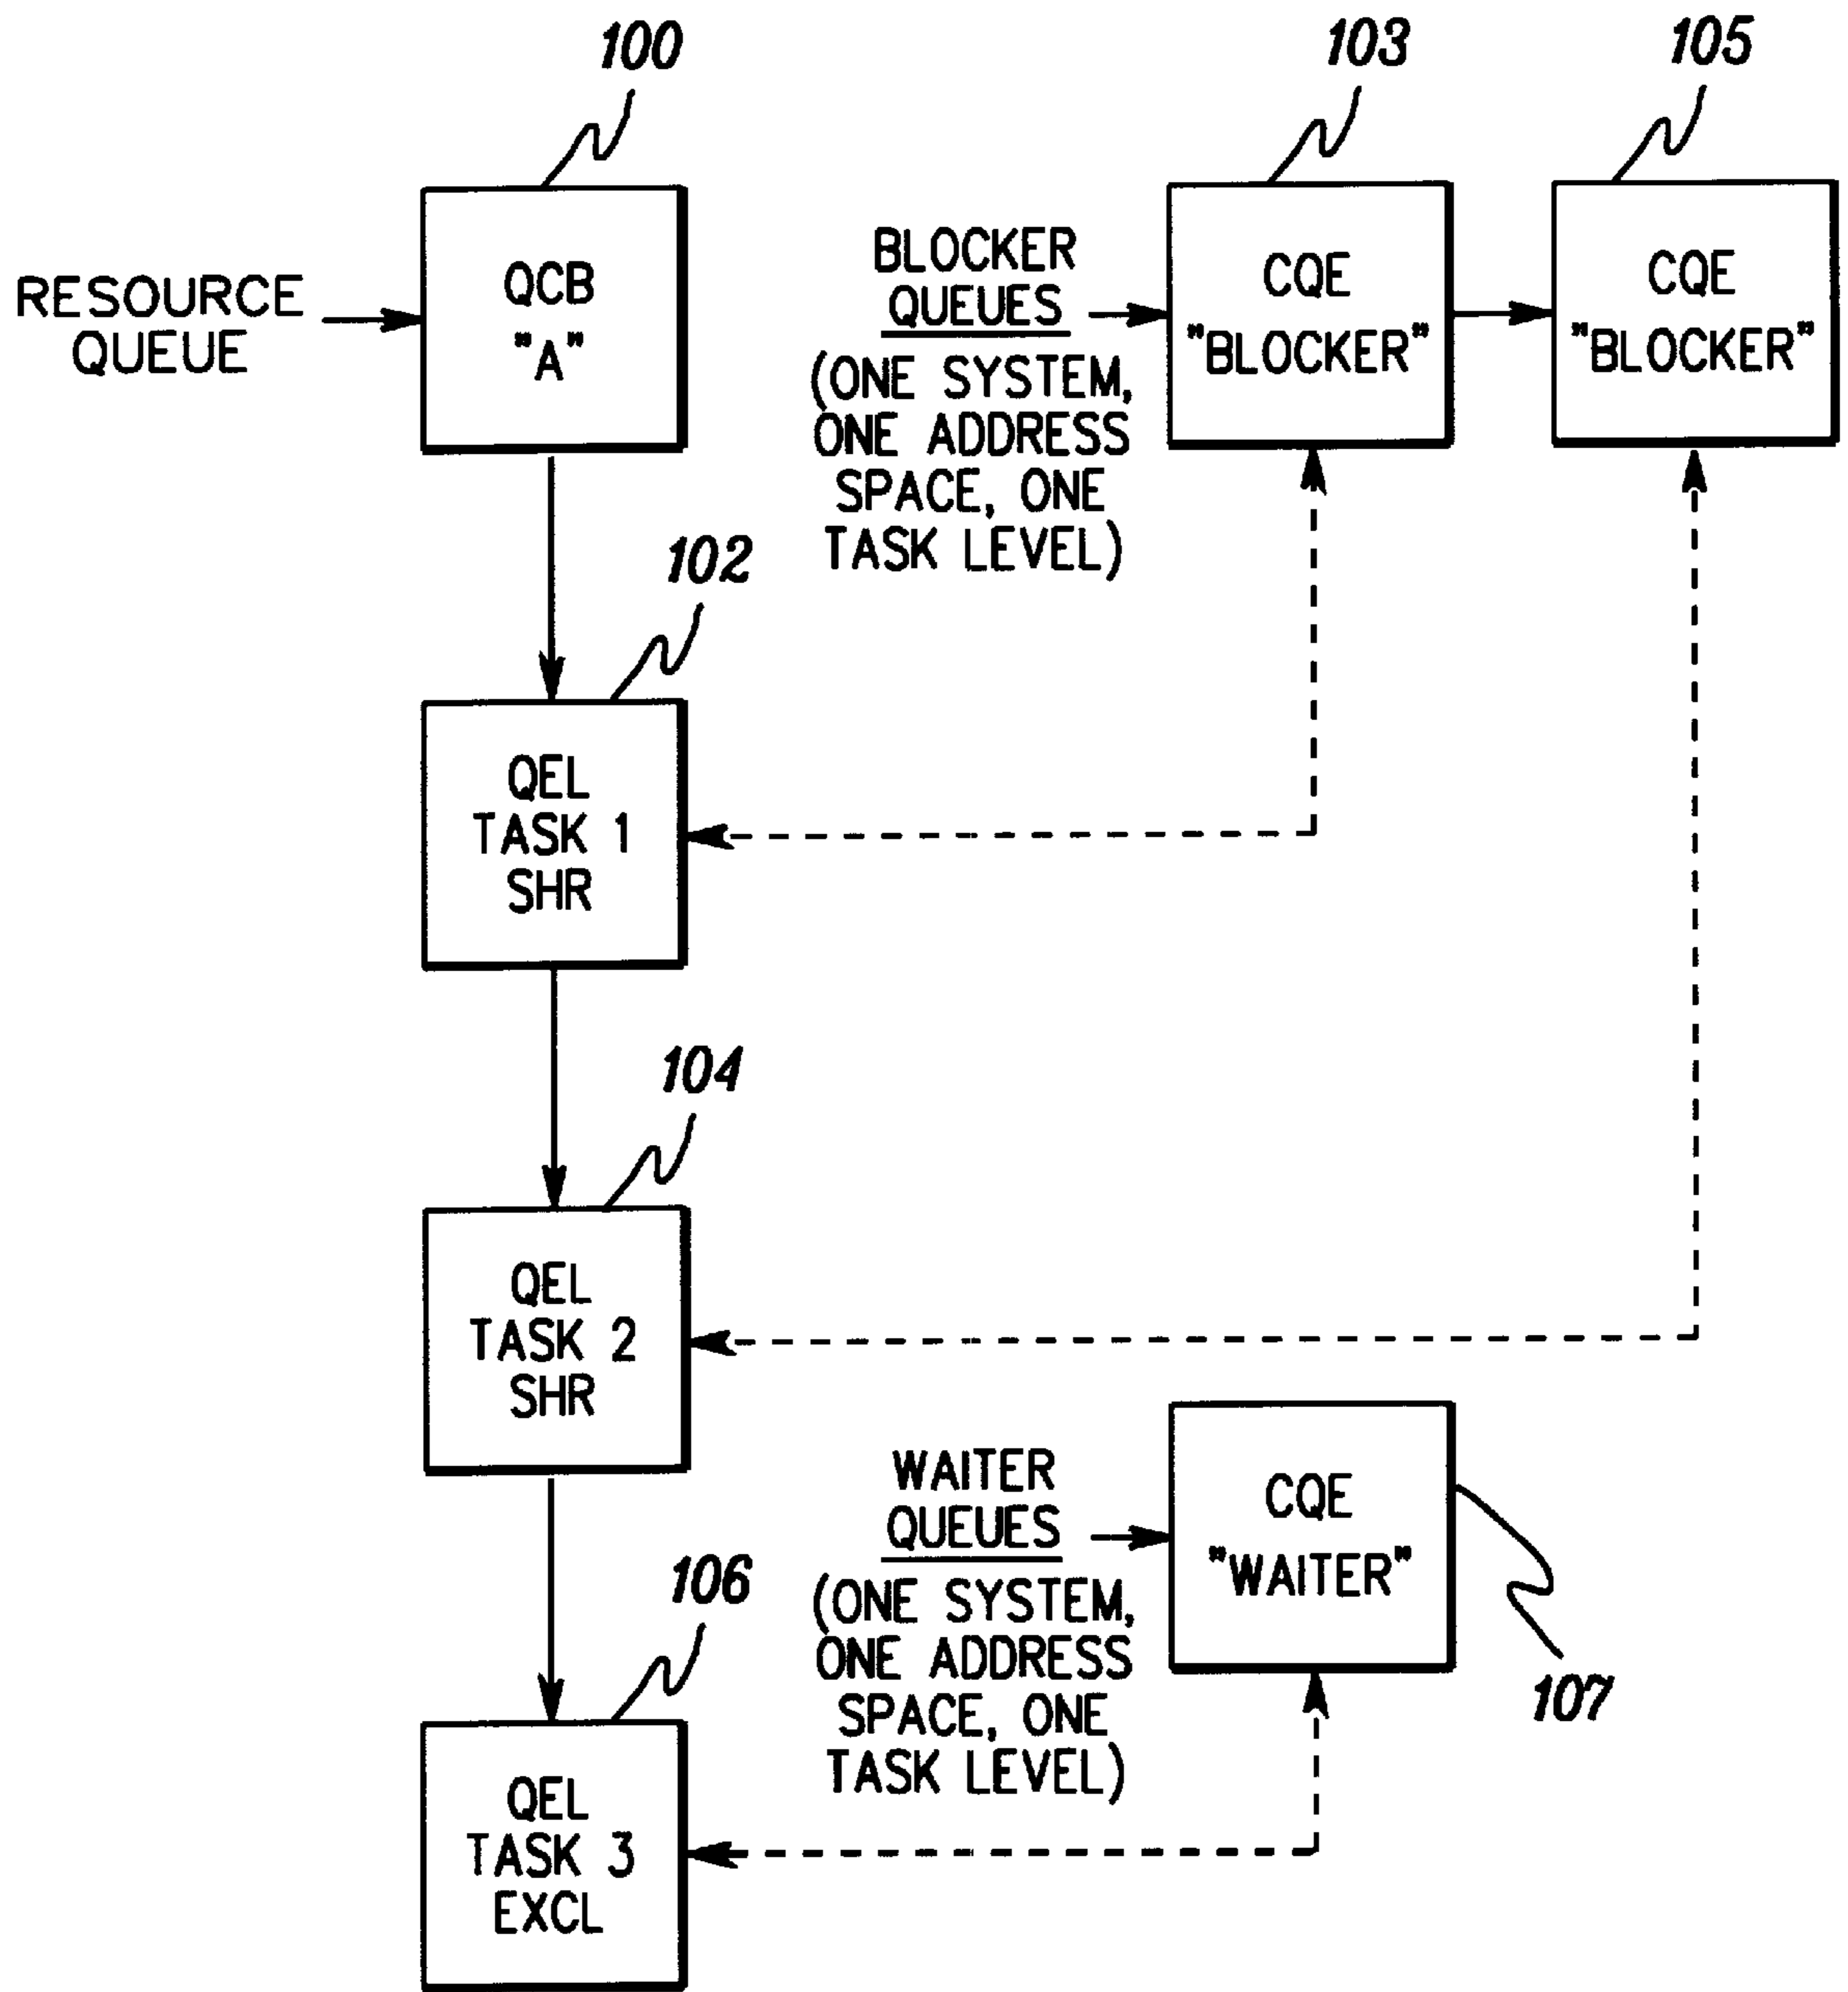 100
103
105
RESOURCE
QUEUE
QCB
"A"
BLOCKER
QUEUES
(ONE SYSTEM,
ONE ADDRESS
SPACE, ONE
TASK LEVEL)
CQE
"BLOCKER"
CQE
"BLOCKER"
102
QEL
TASK 1
SHR
104
QEL
TASK 2
SHR
WAITER
QUEUES
(ONE SYSTEM,
ONE ADDRESS
SPACE, ONE
TASK LEVEL)
CQE
"WAITER"
107
106
QEL
TASK 3
EXCL